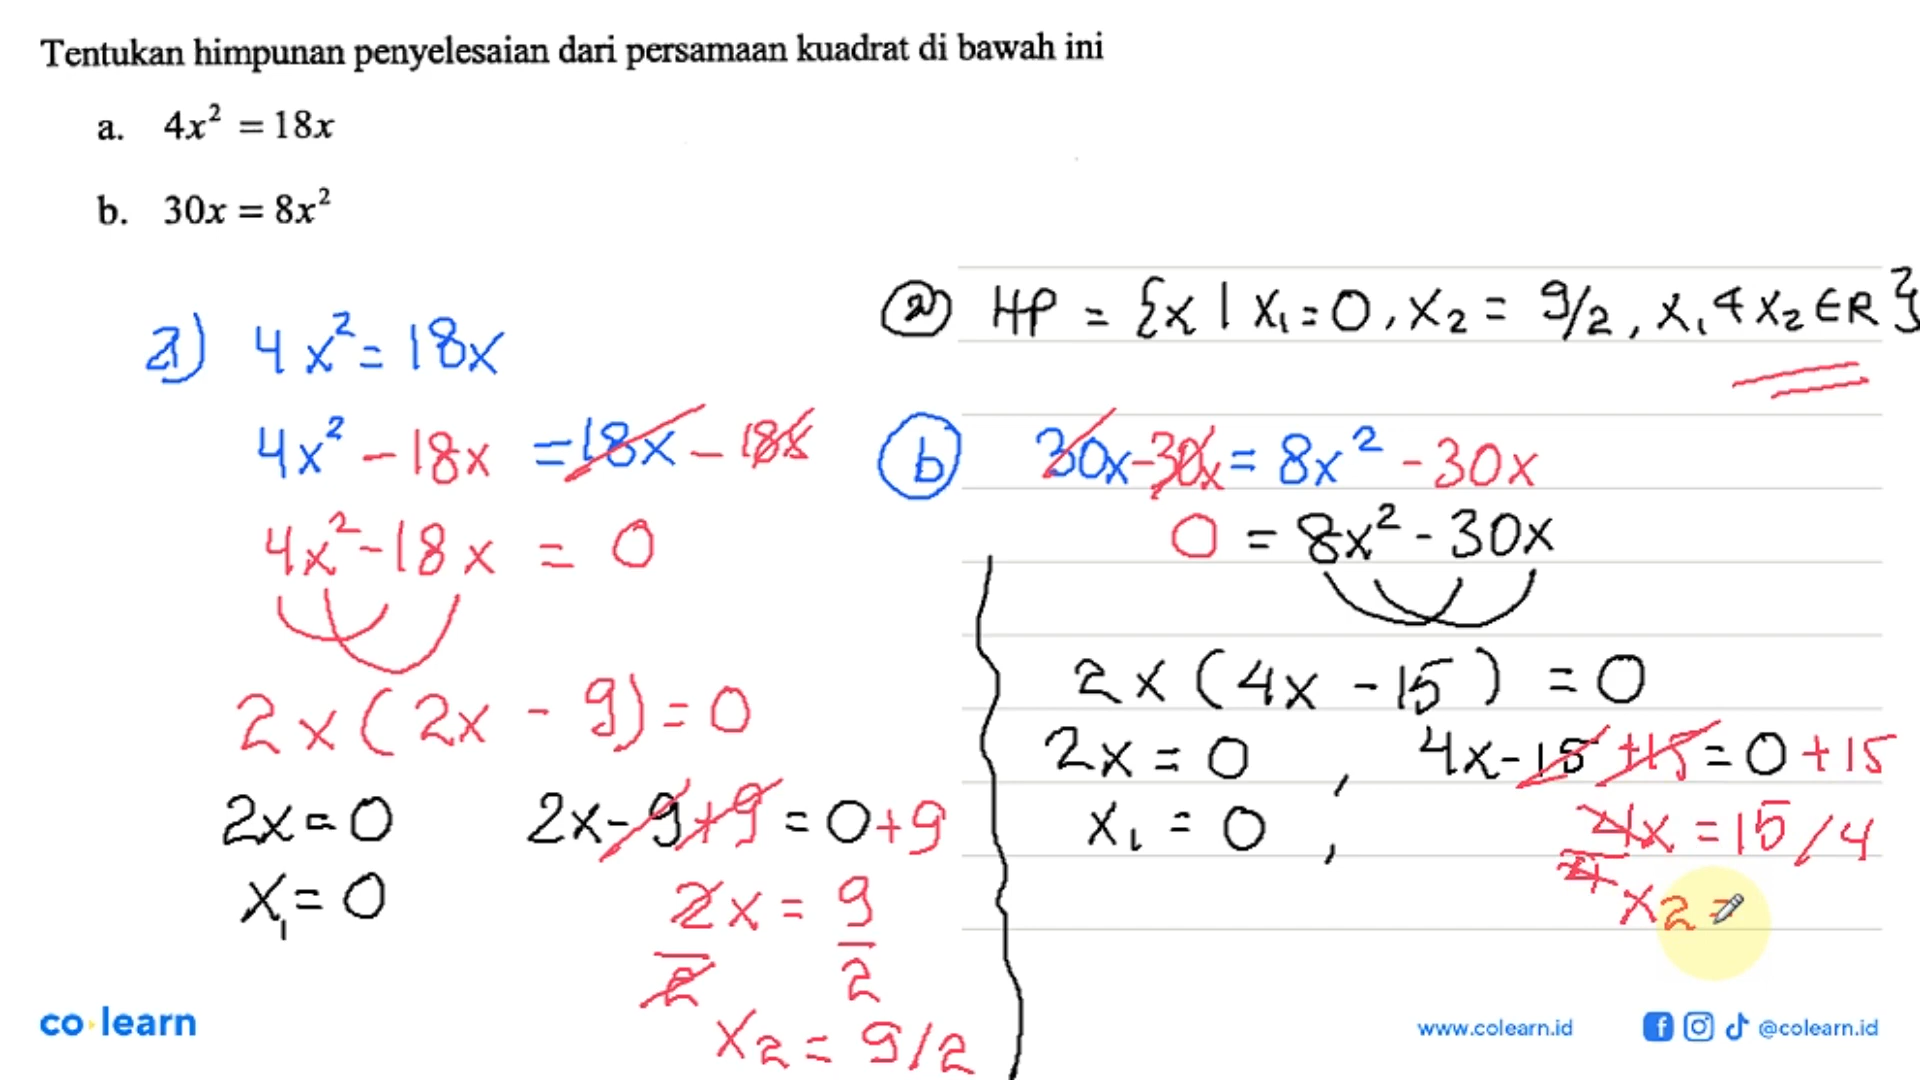 Tentukan himpunan penyelesaian dari persamaan kuadrat di bawah ini
a. 4x² = 18x
b. 30x = 8x²
a) 4x² = 18x
4x² - 18x = 18x - 18x
4x² - 18x = 0
2x (2x - 9) = 0
2x = 0 2x - 9 + 9 = 0 + 9
x₁ = 0 2x/2 = 9/2
x₂ = 9/2
a) HP = {x | x₁ = 0, x₂ = 9/2, x₁ & x₂ ∈ R}
b 30x - 30x = 8x² - 30x
0 = 8x² - 30x
2x (4x - 15) = 0
2x = 0 , 4x - 15 + 15 = 0 + 15
x₁ = 0 , 4x/4 = 15/4
x₂ =
co learn
www.colearn.id @colearn.id